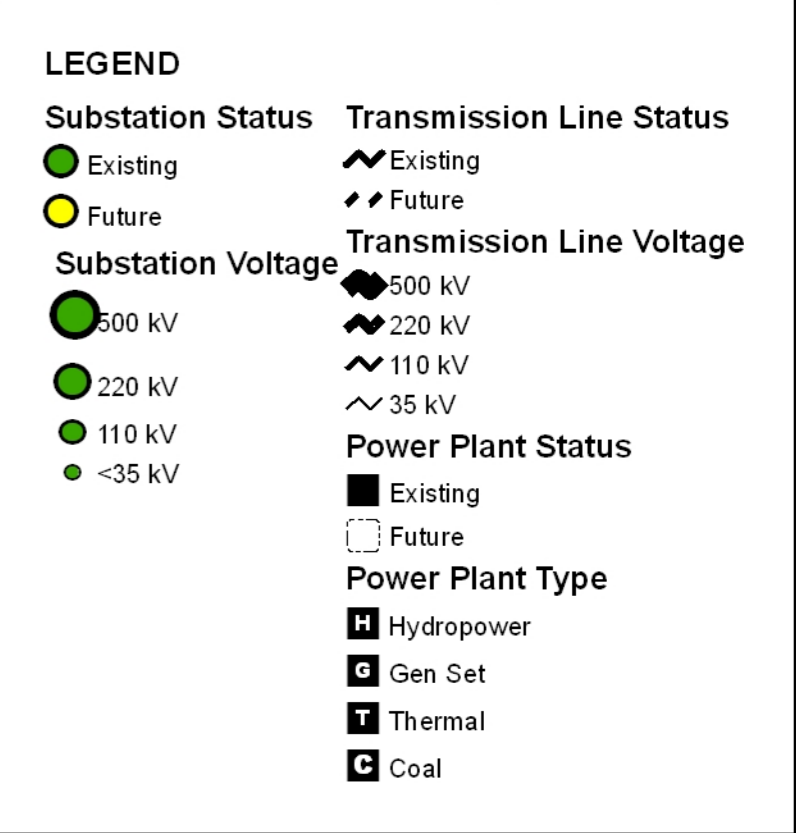 LEGEND
Substation Status
Existing
Future
Substation Voltage
500 kV
220 kV
110 kV
<35 kV
Transmission Line Status
Existing
Future
Transmission Line Voltage
500 kV
220 kV
110 kV
35 kV
Power Plant Status
Existing
Future
Power Plant Type
H Hydropower
G Gen Set
T Thermal
C Coal